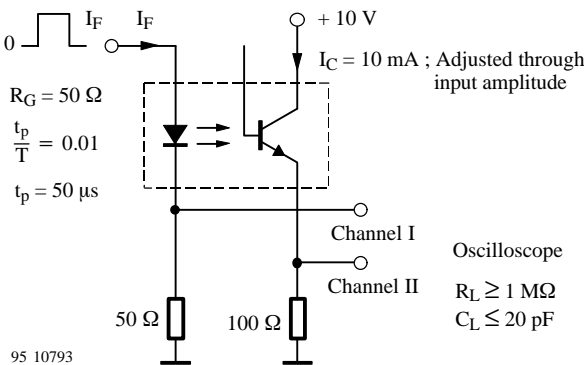 0
I_F
I_F
+ 10 V
I_C = 10 mA ; Adjusted through
input amplitude
R_G = 50 Ω
t_p
T
= 0.01
t_p = 50 μs
Channel I
Channel II
50 Ω
100 Ω
Oscilloscope
R_L ≥ 1 MΩ
C_L ≤ 20 pF
95 10793